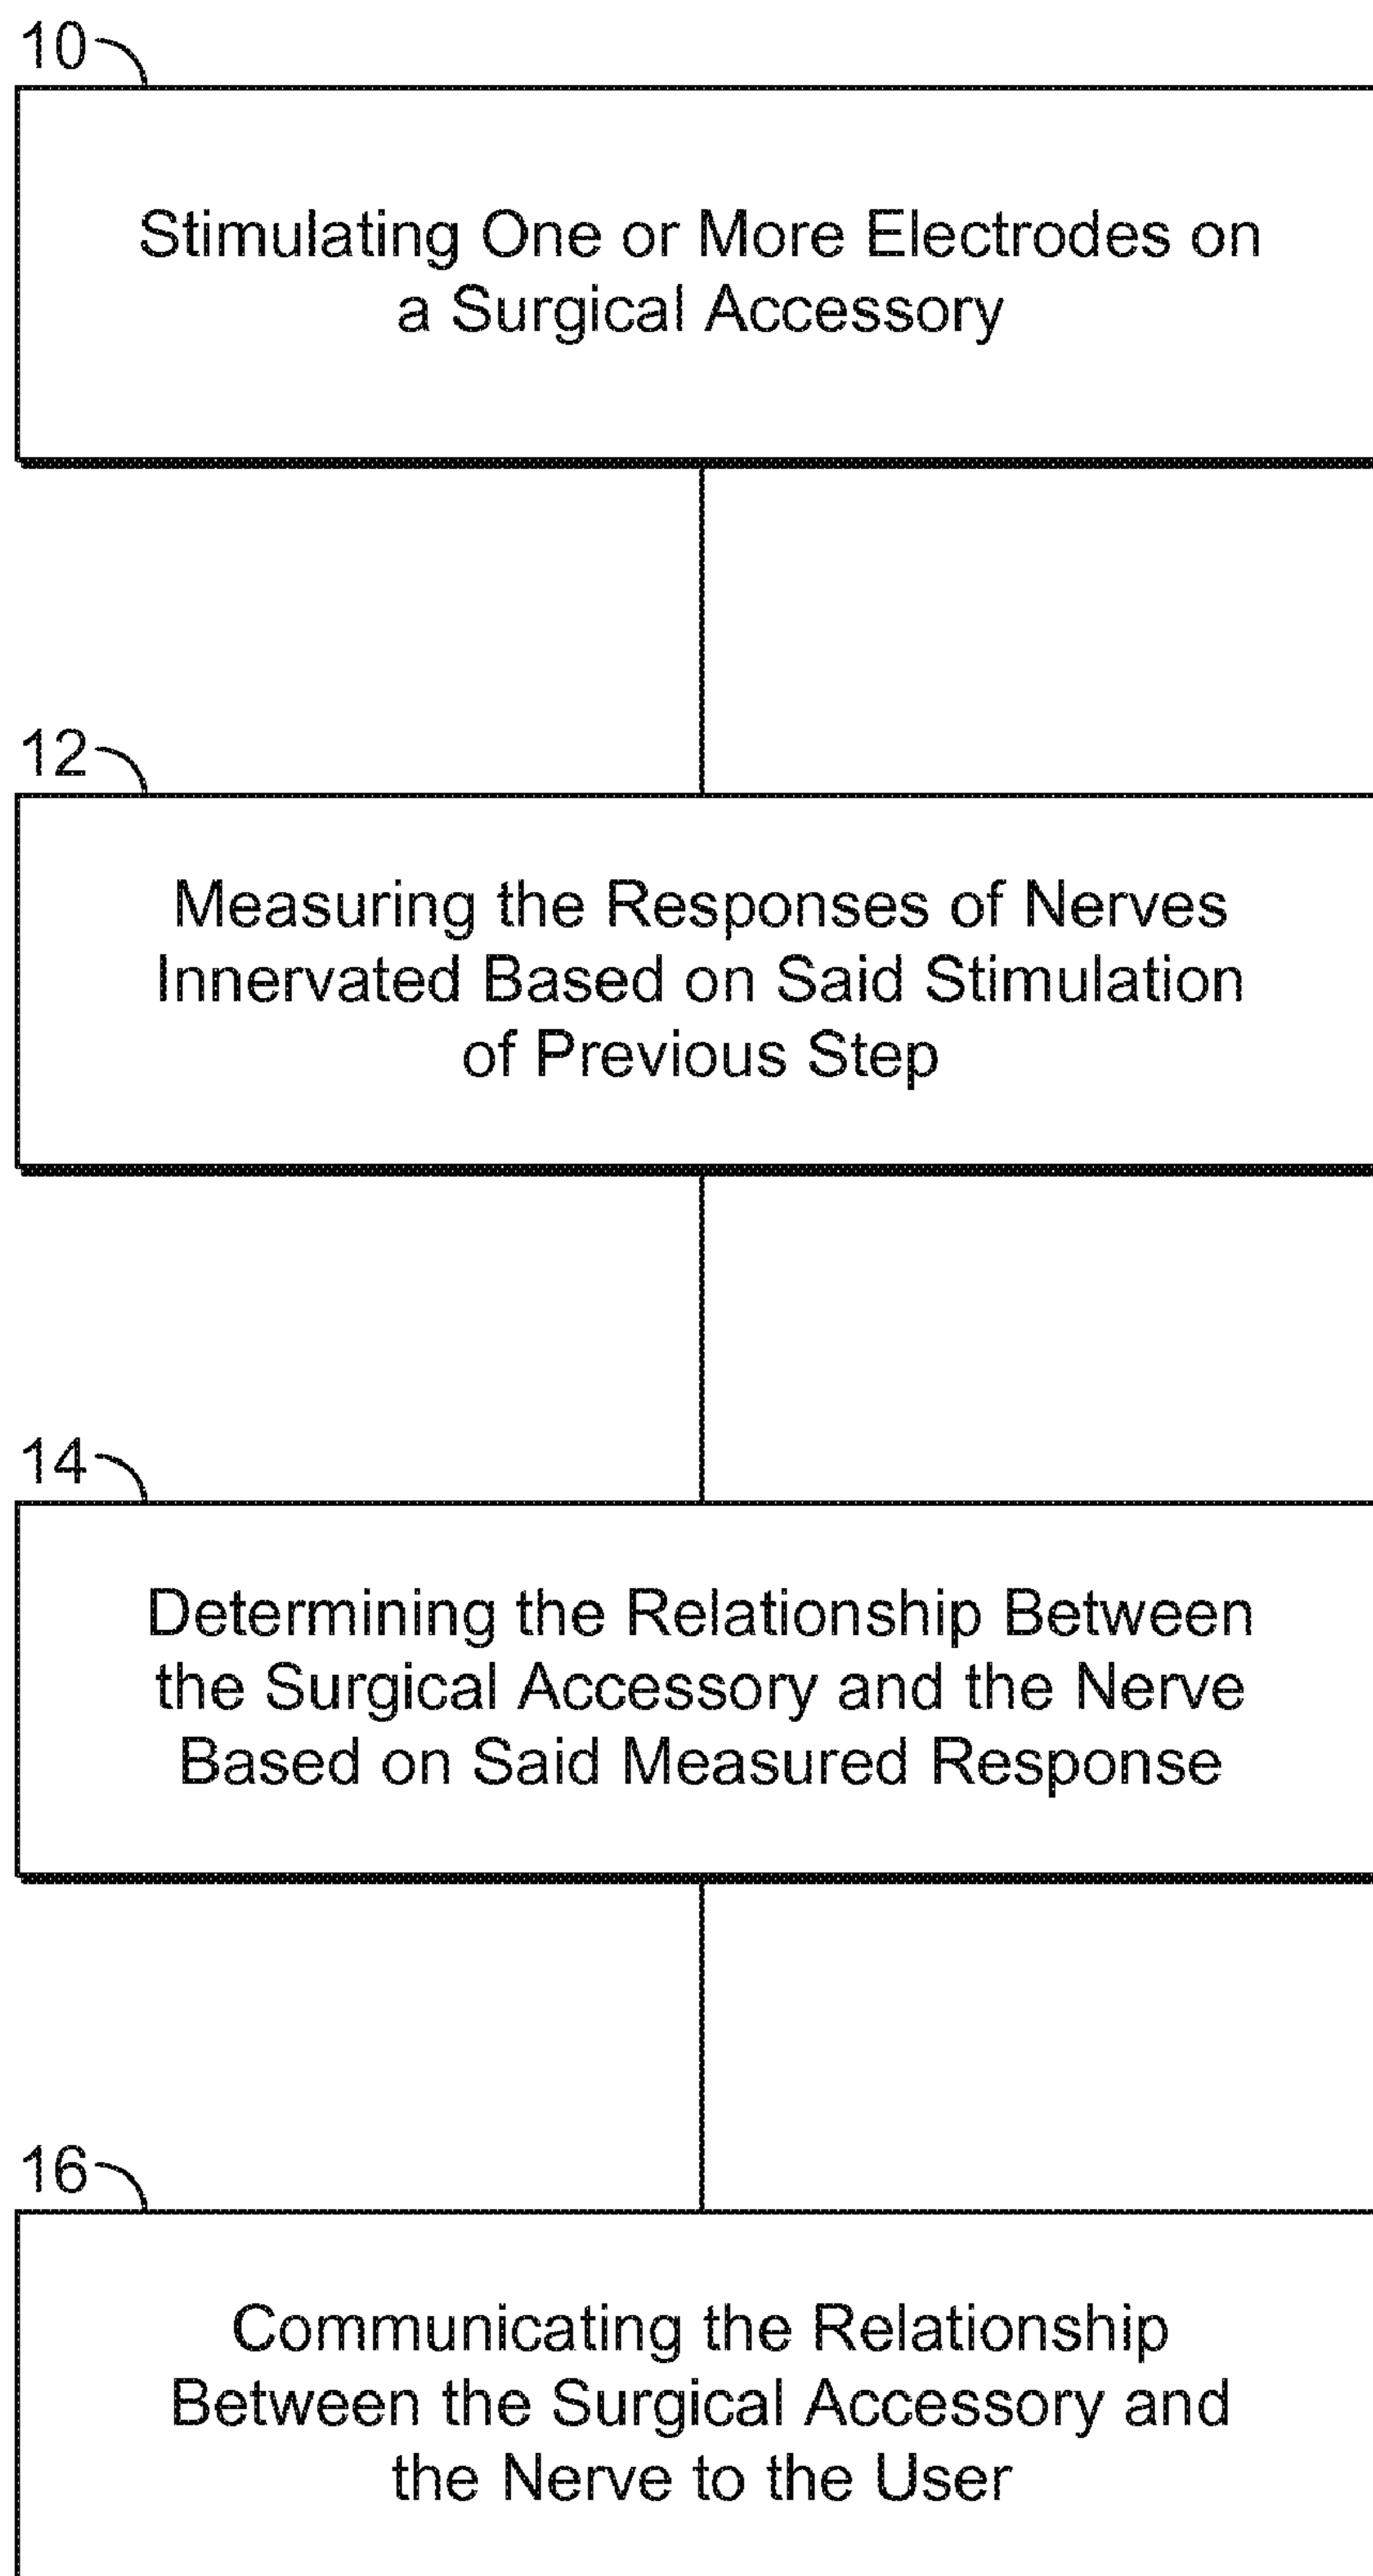 10
Stimulating One or More Electrodes on
a Surgical Accessory
12
Measuring the Responses of Nerves
Innervated Based on Said Stimulation
of Previous Step
14
Determining the Relationship Between
the Surgical Accessory and the Nerve
Based on Said Measured Response
16
Communicating the Relationship
Between the Surgical Accessory and
the Nerve to the User